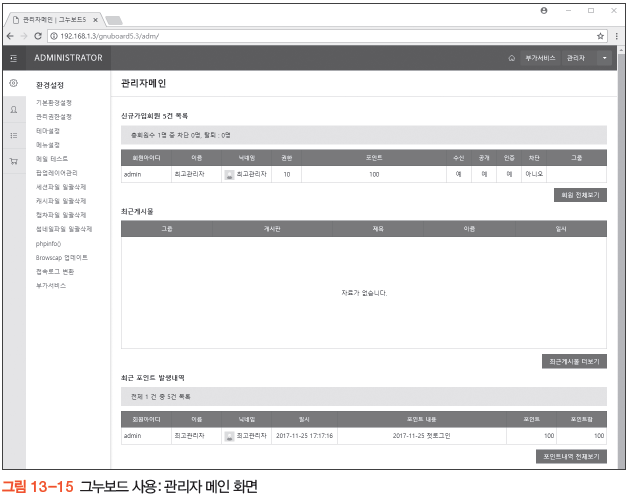 관리자메인 | 그누보드5
192.168.1.3/gnuboard5.3/adm/
ADMINISTRATOR
부가서비스 관리자
환경설정
기본환경설정
관리권한설정
테마설정
메뉴설정
메일 테스트
팝업레이어관리
세션파일 일괄삭제
캐시파일 일괄삭제
캡챠파일 일괄삭제
썸네일파일 일괄삭제
phpinfo()
Browscap 업데이트
접속로그 변환
부가서비스
관리자메인
신규가입회원 5건 목록
총회원수 1명 중 차단 0명, 탈퇴 : 0명
회원아이디 이름 닉네임 권한 포인트 수신 공개 인증 차단 그룹
admin 최고관리자 최고관리자 10 100 예 예 예 아니오
회원 전체보기
최근게시물
그룹 게시판 제목 이름 일시
자료가 없습니다.
최근게시물 더보기
최근 포인트 발생내역
전체 1 건 중 5건 목록
회원아이디 이름 닉네임 일시 포인트 내용 포인트 포인트합
admin 최고관리자 최고관리자 2017-11-25 17:17:16 2017-11-25 첫로그인 100 100
포인트내역 전체보기
그림 13-15 그누보드 사용: 관리자 메인 화면